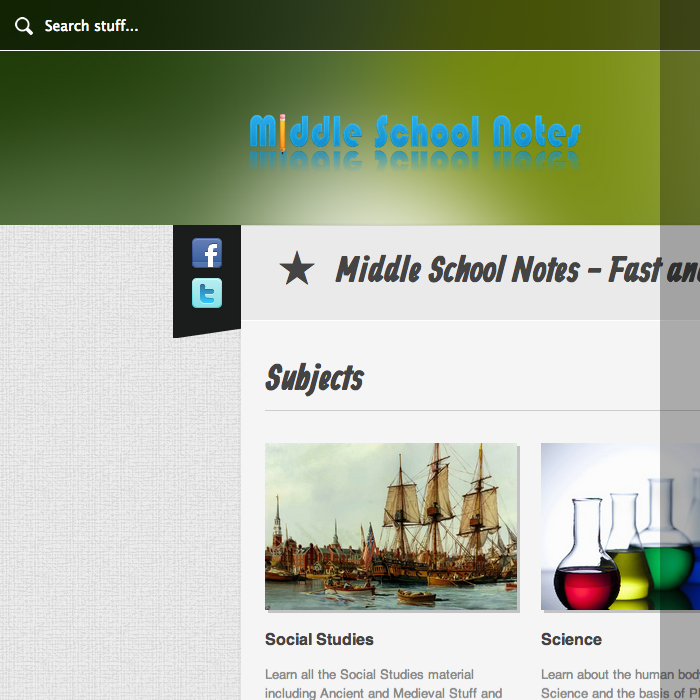 Search stuff...
Middle School Notes
Middle School Notes – Fast and
Subjects
Social Studies
Science
Learn all the Social Studies material
including Ancient and Medieval Stuff and
Learn about the human bod
Science and the basis of P